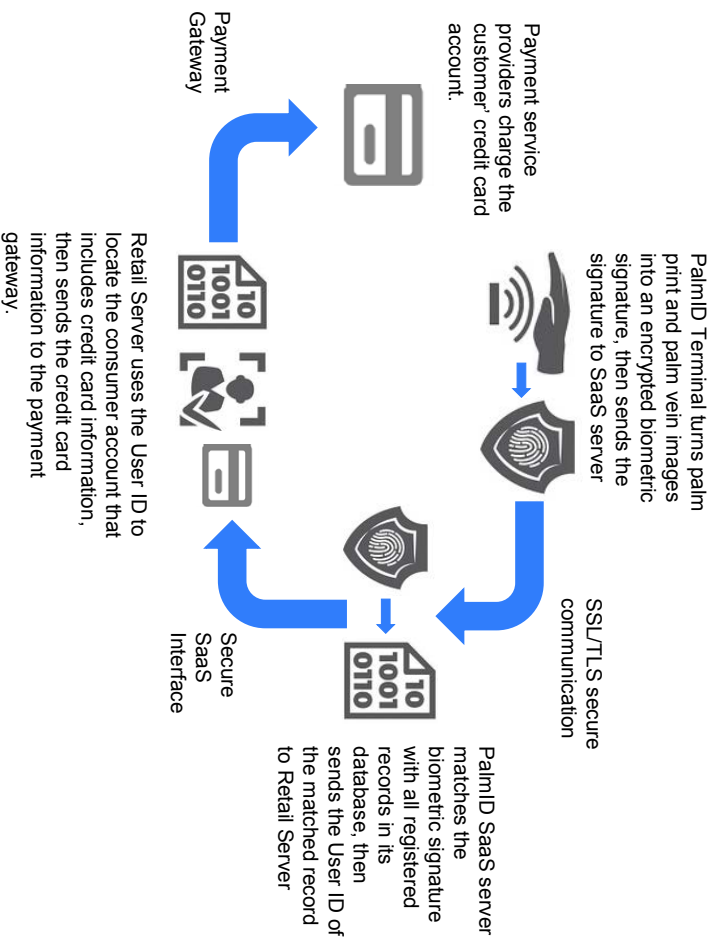 PalmID Terminal turns palm
print and palm vein images
into an encrypted biometric
signature, then sends the
signature to SaaS server
SSL/TLS secure
communication
PalmID SaaS server
matches the
biometric signature
with all registered
records in its
database, then
sends the User ID of
the matched record
to Retail Server
10
1001
0110
Secure
SaaS
Interface
10
1001
0110
Retail Server uses the User ID to
locate the consumer account that
includes credit card information,
then sends the credit card
information to the payment
gateway.
Payment
Gateway
Payment service
providers charge the
customer' credit card
account.